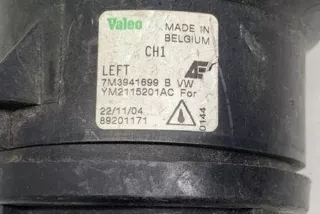 Valeo MADE IN
BELGIUM
CH1
LEFT
7M3941699 B VW
YM2115201AC For
22/11/04
89201171
0144